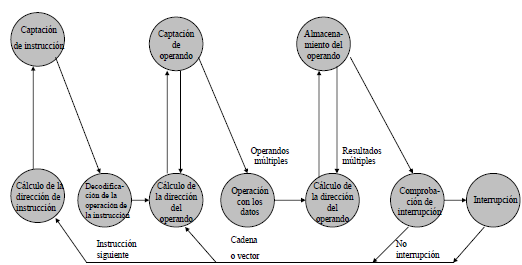 Captación
de instrucción
Captación
de
operando
Almacena-
miento del
operando
Operandos
múltiples
Resultados
múltiples
Cálculo de la
dirección de
instrucción
Decodifica-
ción de la
operación de
la instrucción
Cálculo de
la dirección
del
operando
Operación
con los
datos
Cálculo de
la dirección
del
operando
Comproba-
ción de
interrupción
Interrupción
Instrucción
siguiente
Cadena
o vector
No
interrupción